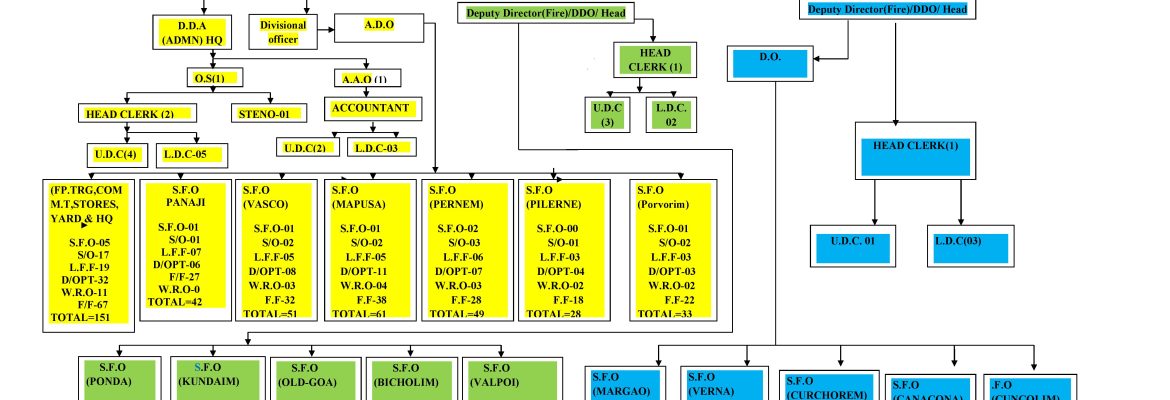 Deputy Director(Fire)/DDO/ Head
Deputy Director(Fire)/DDO/ Head
D.D.A
(ADMN) HQ
Divisional
officer
A.D.O
HEAD
CLERK (1)
D.O.
O.S(1)
A.A.O (1)
HEAD CLERK (2)
STENO-01
ACCOUNTANT
U.D.C
(3)
L.D.C.
02
HEAD CLERK(1)
U.D.C(4)
L.D.C-05
U.D.C(2)
L.D.C-03
(FP.TRG,COM
M.T,STORES,
YARD & HQ
S.F.O-05
S/O-17
L.F.F-19
D/OPT-32
W.R.O-11
F/F-67
TOTAL=151
S.F.O
PANAJI
S.F.O-01
S/O-01
L.F.F-07
D/OPT-06
F/F-27
W.R.O-0
TOTAL=42
S.F.O
(VASCO)
S.F.O-01
S/O-02
L.F.F-05
D/OPT-08
W.R.O-03
F.F-32
TOTAL=51
S.F.O
(MAPUSA)
S.F.O-01
S/O-02
L.F.F-05
D/OPT-11
W.R.O-04
F.F-38
TOTAL=61
S.F.O
(PERNEM)
S.F.O-02
S/O-03
L.F.F-06
D/OPT-07
W.R.O-03
F.F-28
TOTAL=49
S.F.O
(PILERNE)
S.F.O-00
S/O-01
L.F.F-03
D/OPT-04
W.R.O-02
F.F-18
TOTAL=28
S.F.O
(Porvorim)
S.F.O-01
S/O-02
L.F.F-03
D/OPT-03
W.R.O-02
F.F-22
TOTAL=33
U.D.C. 01
L.D.C(03)
S.F.O
(PONDA)
S.F.O
(KUNDAIM)
S.F.O
(OLD-GOA)
S.F.O
(BICHOLIM)
S.F.O
(VALPOI)
S.F.O
(MARGAO)
S.F.O
(VERNA)
S.F.O
(CURCHOREM)
S.F.O
(CANACONA)
.F.O
(CUNCOLIM)